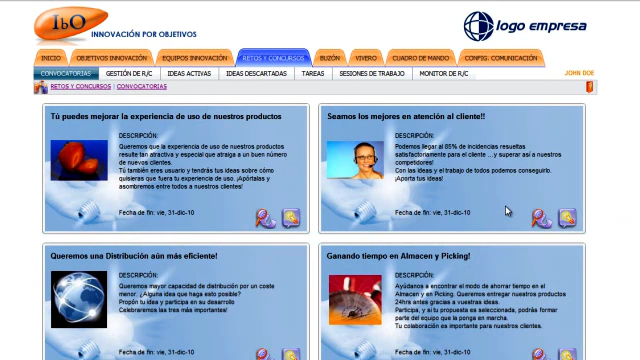 IbO
INNOVACIÓN POR OBJETIVOS
logo empresa
INICIO OBJETIVOS INNOVACIÓN EQUIPOS INNOVACIÓN RETOS Y CONCURSOS BUZÓN VIVERO CUADRO DE MANDO CONFIG. COMUNICACIÓN
CONVOCATORIAS GESTIÓN DE R/C IDEAS ACTIVAS IDEAS DESCARTADAS TAREAS SESIONES DE TRABAJO MONITOR DE R/C JOHN DOE
RETOS Y CONCURSOS | CONVOCATORIAS
Tú puedes mejorar la experiencia de uso de nuestros productos
DESCRIPCIÓN:
Queremos que la experiencia de uso de nuestros productos
resulte tan atractiva y especial que atraiga a un buen número
de nuevos clientes.
Tú también eres usuario y tendrás tus ideas sobre cómo
quisieras que fuera tu experiencia de uso. ¡Apórtalas y
asombremos entre todos a nuestros clientes!
Fecha de fin: vie, 31-dic-10
Seamos los mejores en atención al cliente!!
DESCRIPCIÓN:
Podemos llegar al 85% de incidencias resueltas
satisfactoriamente para el cliente ...y superar así a nuestros
competidores!
Con las ideas y el trabajo de todos podemos conseguirlo.
¡Aporta tus ideas!
Fecha de fin: vie, 31-dic-10
Queremos una Distribución aún más eficiente!
DESCRIPCIÓN:
Queremos mayor capacidad de distribución por un coste
menor. ¿Alguna idea que haga esto posible?
Propón tu idea y participa en su desarrollo
Celebraremos las tres más importantes!
Fecha de fin: vie, 31-dic-10
Ganando tiempo en Almacen y Picking!
DESCRIPCIÓN:
Ayúdanos a encontrar el modo de ahorrar tiempo en el
Almacen y en Picking. Queremos entregar nuestros productos
24hrs antes gracias a vuestras ideas.
Participa, y si tu propuesta es seleccionada, podrás formar
parte del equipo que la ponga en marcha.
Tu colaboración es importante para nuestros clientes.
Fecha de fin: vie, 31-dic-10